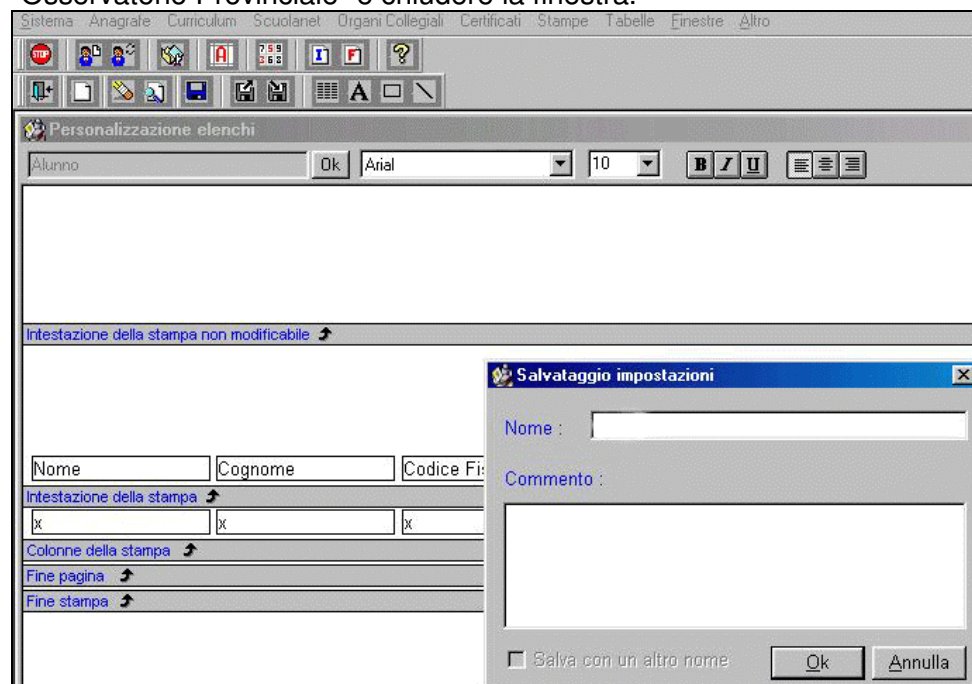 "Osservatorio Provinciale" e chiudere la finestra.
Sistema Anagrafe Curriculum Scuolanet Organi Collegiali Certificati Stampe Tabelle Finestre Altro
STOP A I F ?
A
Personalizzazione elenchi
Alunno Ok Arial 10 B I U
Intestazione della stampa non modificabile
Salvataggio impostazioni
Nome :
Nome Cognome Codice Fi
Commento :
Intestazione della stampa
x x x
Colonne della stampa
Fine pagina
Fine stampa
Salva con un altro nome Ok Annulla